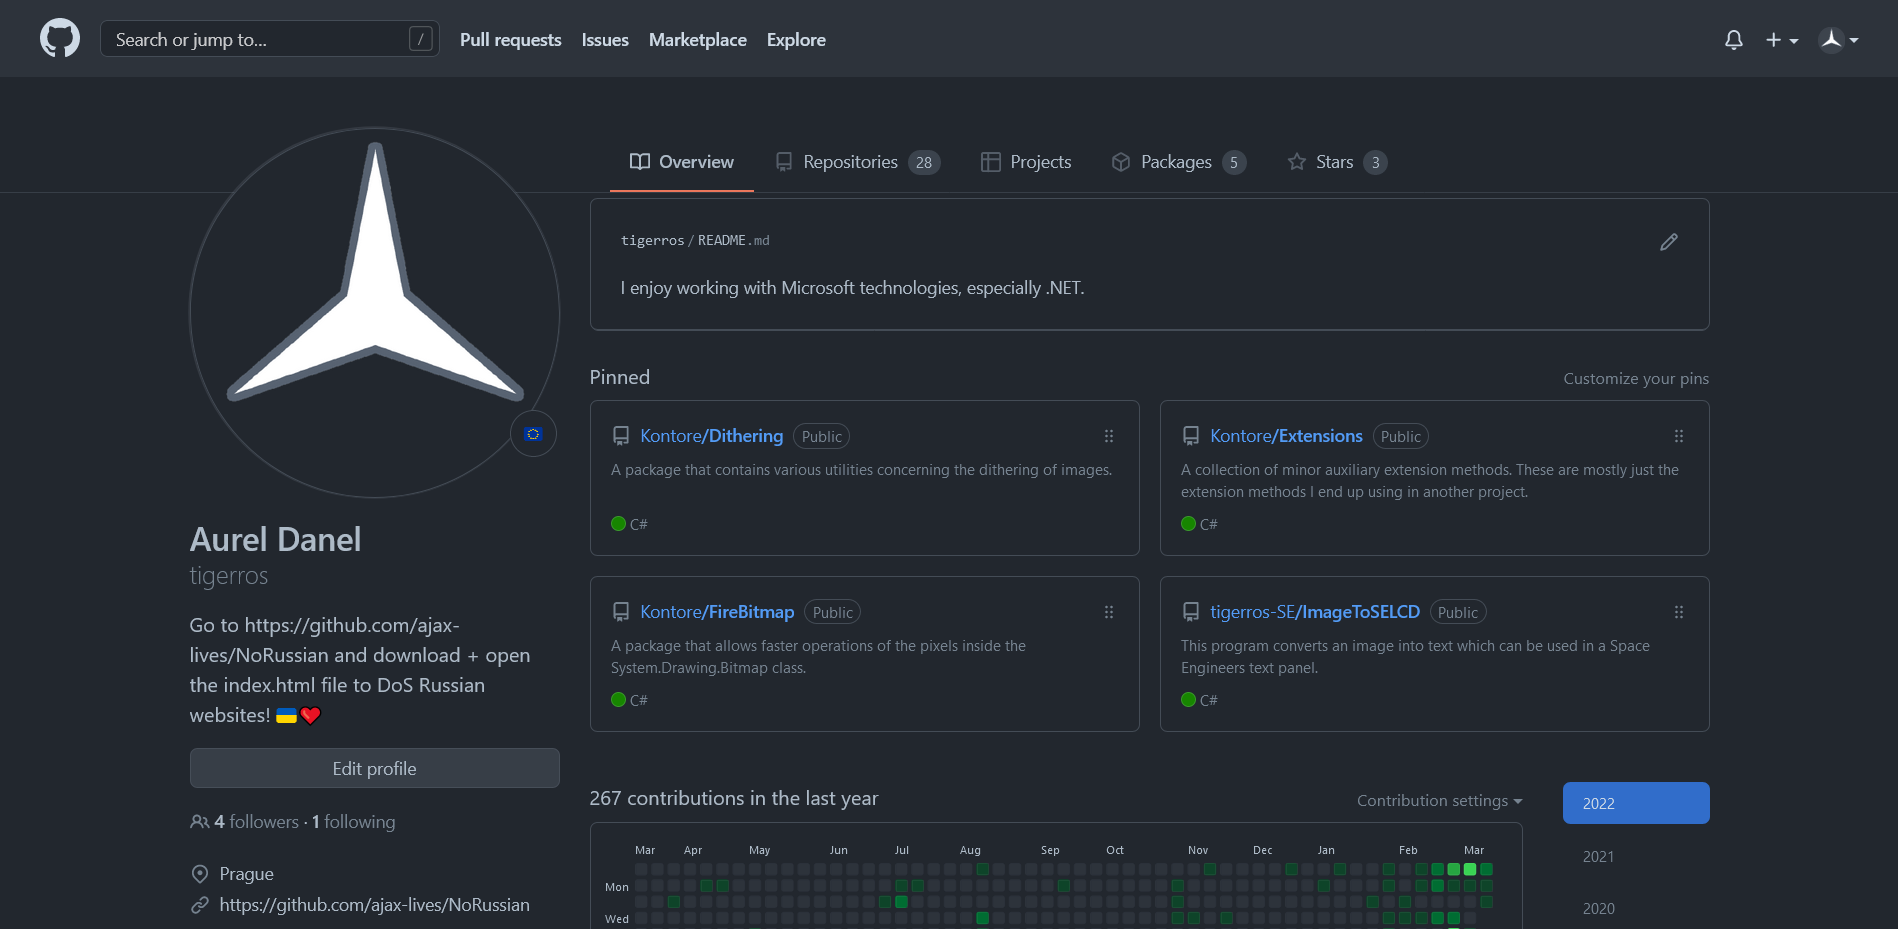 Search or jump to... /
Pull requests Issues Marketplace Explore
Overview Repositories 28 Projects Packages 5 Stars 3
tigerros/README.md
I enjoy working with Microsoft technologies, especially .NET.
Aurel Danel
tigerros
Go to https://github.com/ajax-
lives/NoRussian and download + open
the index.html file to DoS Russian
websites! 🇺🇦❤️
Edit profile
4 followers · 1 following
Prague
https://github.com/ajax-lives/NoRussian
Pinned
Customize your pins
Kontore/Dithering Public
A package that contains various utilities concerning the dithering of images.
C#
Kontore/Extensions Public
A collection of minor auxiliary extension methods. These are mostly just the
extension methods I end up using in another project.
C#
Kontore/FireBitmap Public
A package that allows faster operations of the pixels inside the
System.Drawing.Bitmap class.
C#
tigerros-SE/ImageToSELCD Public
This program converts an image into text which can be used in a Space
Engineers text panel.
C#
267 contributions in the last year
Contribution settings
Mar Apr May Jun Jul Aug Sep Oct Nov Dec Jan Feb Mar
Mon
Wed
2022
2021
2020